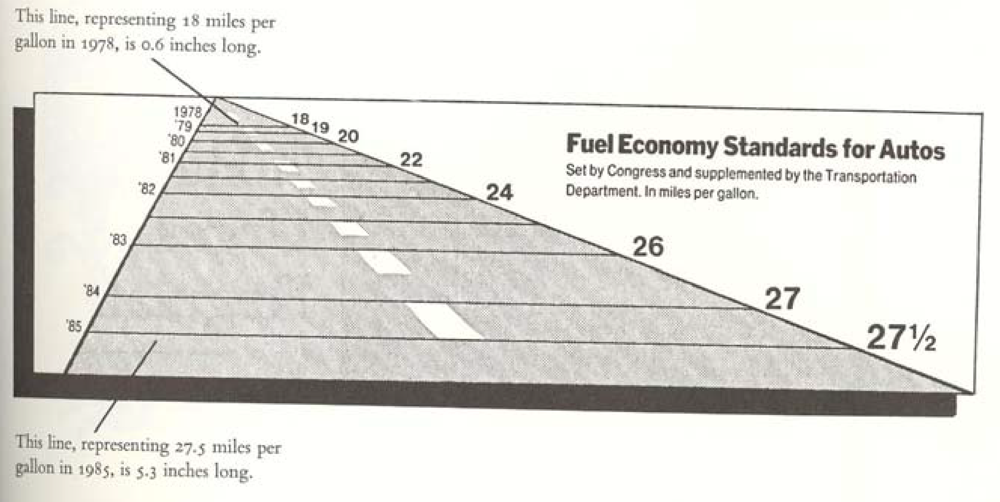 This line, representing 18 miles per
gallon in 1978, is 0.6 inches long.
1978
'79
'80
'81
'82
'83
'84
'85
18
19
20
22
24
26
27
27½
Fuel Economy Standards for Autos
Set by Congress and supplemented by the Transportation
Department. In miles per gallon.
This line, representing 27.5 miles per
gallon in 1985, is 5.3 inches long.